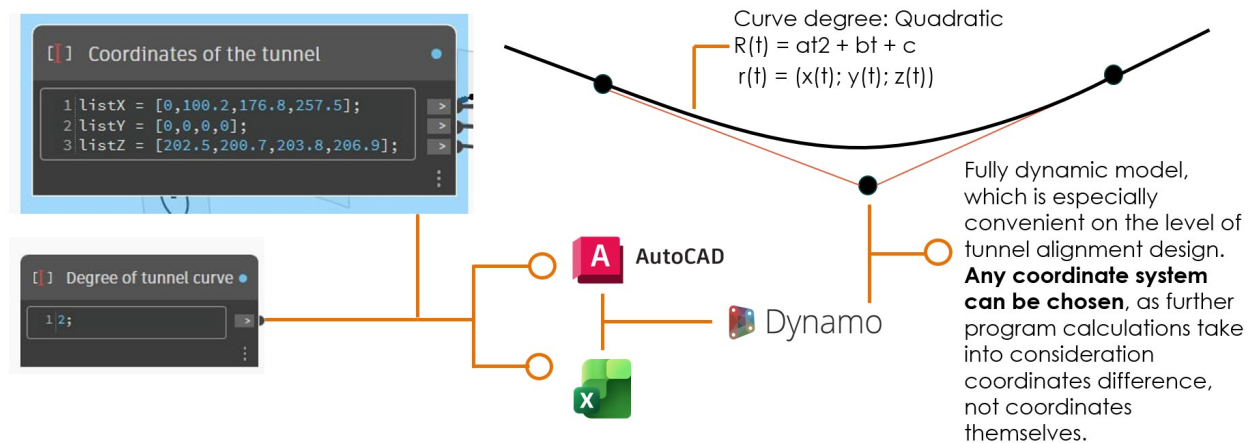 [I] Coordinates of the tunnel
1 listX = [0,100.2,176.8,257.5]; >
2 listY = [0,0,0,0]; >
3 listZ = [202.5,200.7,203.8,206.9]; >
Curve degree: Quadratic
R(t) = at2 + bt + c
r(t) = (x(t); y(t); z(t))
[I] Degree of tunnel curve
1 2; >
A AutoCAD
X
Dynamo
Fully dynamic model,
which is especially
convenient on the level of
tunnel alignment design.
Any coordinate system
can be chosen, as further
program calculations take
into consideration
coordinates difference,
not coordinates
themselves.